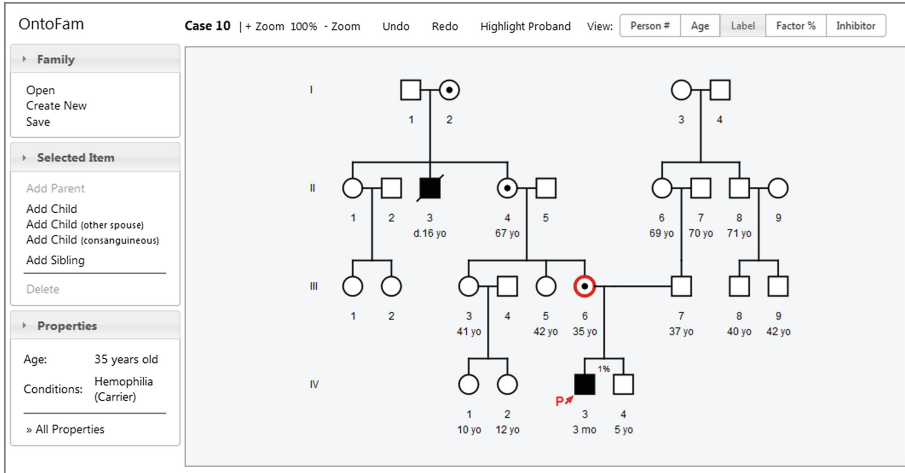 OntoFam
Case 10 | + Zoom 100% - Zoom Undo Redo Highlight Proband View: Person # Age Label Factor % Inhibitor
Family
Open
Create New
Save
Selected Item
Add Parent
Add Child
Add Child (other spouse)
Add Child (consanguineous)
Add Sibling
Delete
Properties
Age: 35 years old
Conditions: Hemophilia
(Carrier)
» All Properties
I
1 2 3 4
II
1 2 3 4 5 6 7 8 9
d.16 yo 67 yo 69 yo 70 yo 71 yo
III
1 2 3 4 5 6 7 8 9
41 yo 42 yo 35 yo 37 yo 40 yo 42 yo
1%
IV
P
1 2 3 4
10 yo 12 yo 3 mo 5 yo